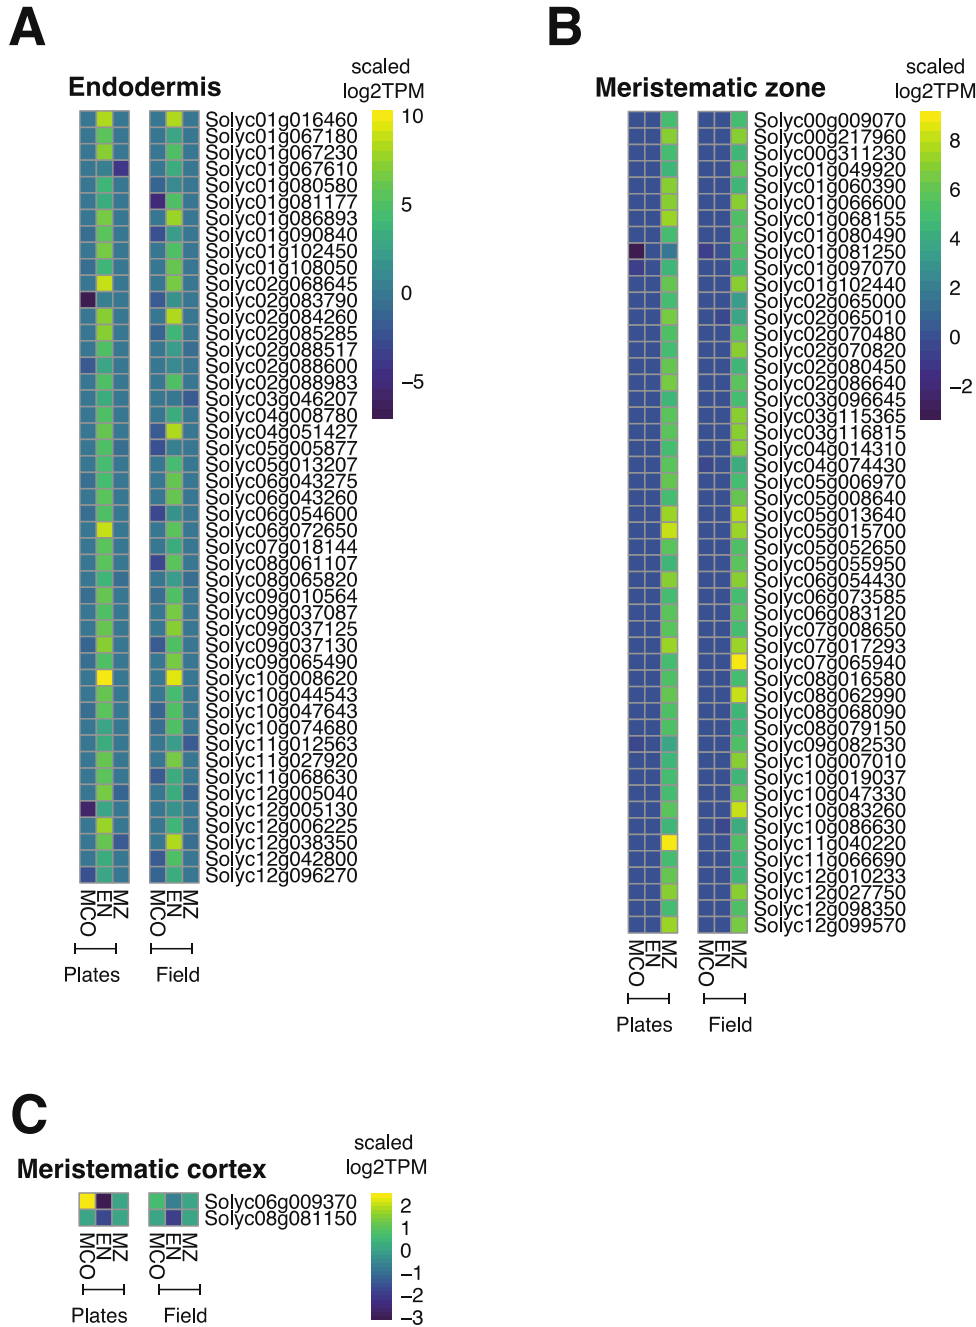 A
Endodermis
scaled
log2TPM
10
5
0
−5
Solyc01g016460
Solyc01g067180
Solyc01g067230
Solyc01g067610
Solyc01g080580
Solyc01g081177
Solyc01g086893
Solyc01g090840
Solyc01g102450
Solyc01g108050
Solyc02g068645
Solyc02g083790
Solyc02g084260
Solyc02g085285
Solyc02g088517
Solyc02g088600
Solyc02g088983
Solyc03g046207
Solyc04g008780
Solyc04g051427
Solyc05g005877
Solyc05g013207
Solyc06g043275
Solyc06g043260
Solyc06g054600
Solyc06g072650
Solyc07g018144
Solyc08g061107
Solyc08g065820
Solyc09g010564
Solyc09g037087
Solyc09g037125
Solyc09g037130
Solyc09g065490
Solyc10g008620
Solyc10g044543
Solyc10g047643
Solyc10g074680
Solyc11g012563
Solyc11g027920
Solyc11g068630
Solyc12g005040
Solyc12g005130
Solyc12g006225
Solyc12g038350
Solyc12g042800
Solyc12g096270
MCO EN MZ MCO EN MZ
Plates Field
B
Meristematic zone
scaled
log2TPM
8
6
4
2
0
−2
Solyc00g009070
Solyc00g217960
Solyc00g311230
Solyc01g049920
Solyc01g060390
Solyc01g066600
Solyc01g068155
Solyc01g080490
Solyc01g081250
Solyc01g097070
Solyc01g102440
Solyc02g065000
Solyc02g065010
Solyc02g070480
Solyc02g070820
Solyc02g080450
Solyc02g086640
Solyc03g096645
Solyc03g115365
Solyc03g116815
Solyc04g014310
Solyc04g074430
Solyc05g006970
Solyc05g008640
Solyc05g013640
Solyc05g015700
Solyc05g052650
Solyc05g055950
Solyc06g054430
Solyc06g073585
Solyc06g083120
Solyc07g008650
Solyc07g017293
Solyc07g065940
Solyc08g016580
Solyc08g062990
Solyc08g068090
Solyc08g079150
Solyc09g082530
Solyc10g007010
Solyc10g019037
Solyc10g047330
Solyc10g083260
Solyc10g086630
Solyc11g040220
Solyc11g066690
Solyc12g010233
Solyc12g027750
Solyc12g098350
Solyc12g099570
MCO EN MZ MCO EN MZ
Plates Field
C
Meristematic cortex
scaled
log2TPM
2
1
0
−1
−2
−3
Solyc06g009370
Solyc08g081150
MCO EN MZ MCO EN MZ
Plates Field